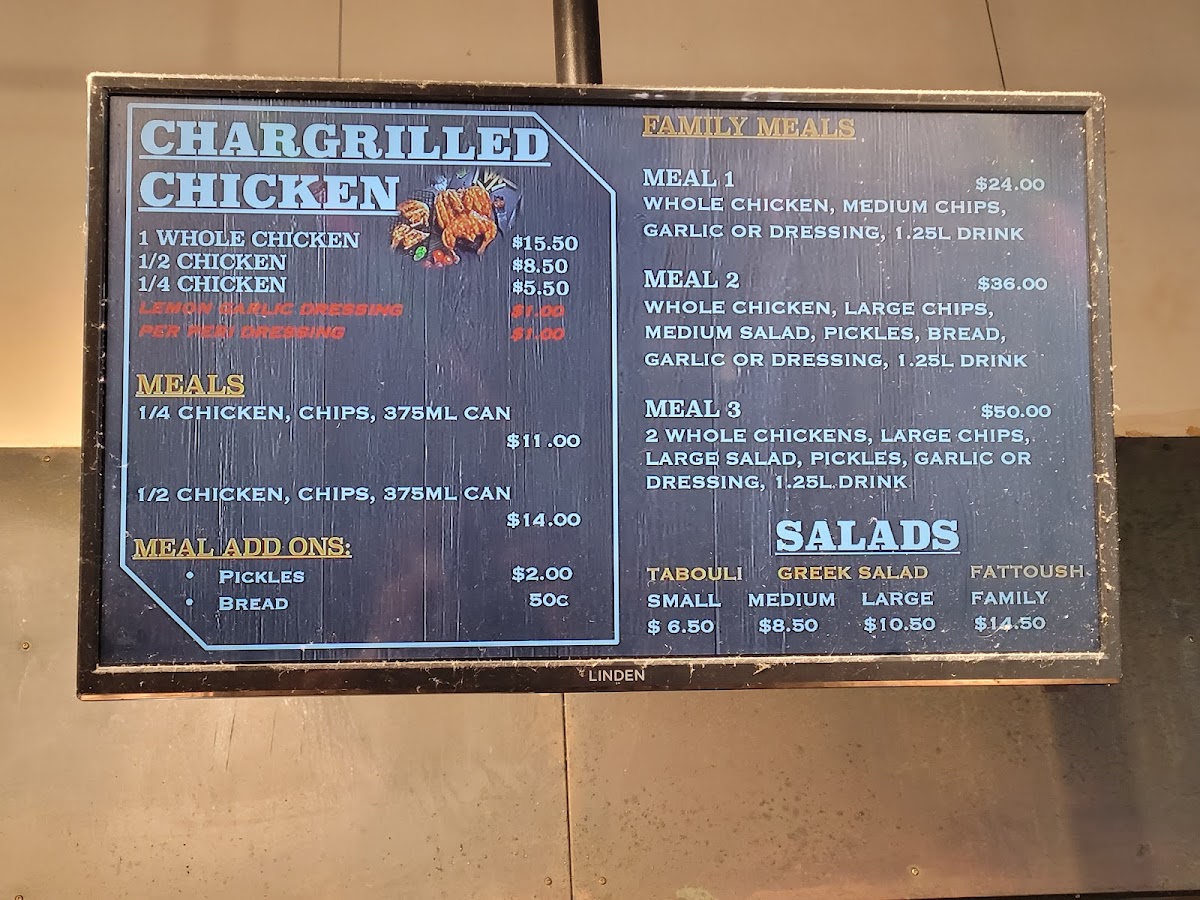 CHARGRILLED
CHICKEN
1 WHOLE CHICKEN $15.50
1/2 CHICKEN $8.50
1/4 CHICKEN $5.50
LEMON GARLIC DRESSING $1.00
PER PERI DRESSING $1.00
MEALS
1/4 CHICKEN, CHIPS, 375ML CAN
$11.00
1/2 CHICKEN, CHIPS, 375ML CAN
$14.00
MEAL ADD ONS:
• PICKLES $2.00
• BREAD 50C
FAMILY MEALS
MEAL 1 $24.00
WHOLE CHICKEN, MEDIUM CHIPS,
GARLIC OR DRESSING, 1.25L DRINK
MEAL 2 $36.00
WHOLE CHICKEN, LARGE CHIPS,
MEDIUM SALAD, PICKLES, BREAD,
GARLIC OR DRESSING, 1.25L DRINK
MEAL 3 $50.00
2 WHOLE CHICKENS, LARGE CHIPS,
LARGE SALAD, PICKLES, GARLIC OR
DRESSING, 1.25L DRINK
SALADS
TABOULI GREEK SALAD FATTOUSH
SMALL MEDIUM LARGE FAMILY
$ 6.50 $8.50 $10.50 $14.50
LINDEN